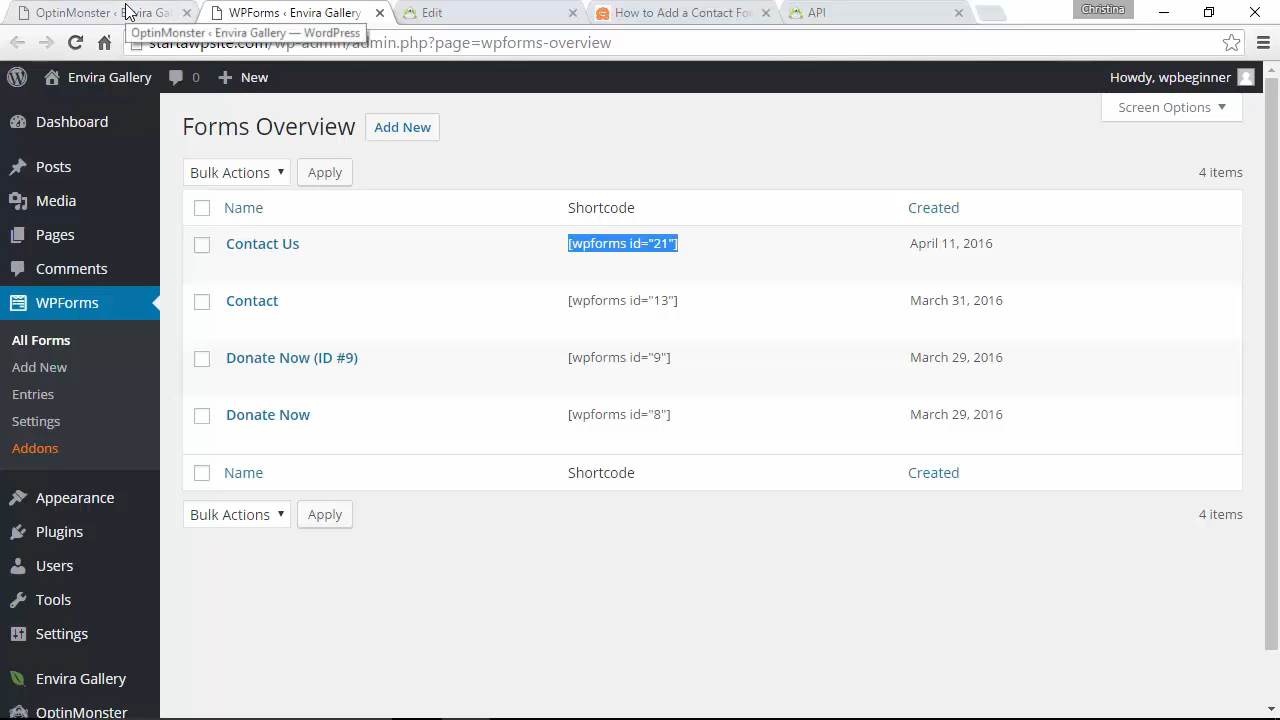 OptinMonster ‹ Envira Gal
WPForms ‹ Envira Gallery
Edit
How to Add a Contact For
API
Christina
OptinMonster ‹ Envira Gallery — WordPress
startawpsite.com/wp-admin/admin.php?page=wpforms-overview
Envira Gallery
0
New
Howdy, wpbeginner
Dashboard
Posts
Media
Pages
Comments
WPForms
All Forms
Add New
Entries
Settings
Addons
Appearance
Plugins
Users
Tools
Settings
Envira Gallery
OptinMonster
Screen Options
Forms Overview Add New
Bulk Actions Apply 4 items
Name Shortcode Created
Contact Us [wpforms id="21"] April 11, 2016
Contact [wpforms id="13"] March 31, 2016
Donate Now (ID #9) [wpforms id="9"] March 29, 2016
Donate Now [wpforms id="8"] March 29, 2016
Name Shortcode Created
Bulk Actions Apply 4 items